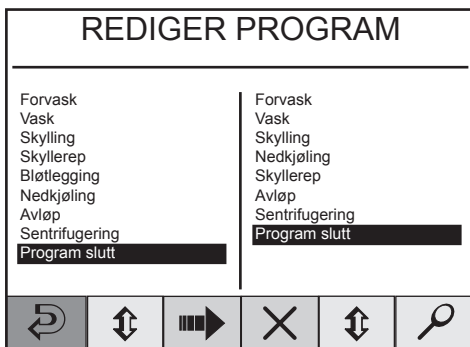 REDIGER PROGRAM
Forvask
Vask
Skylling
Skyllerep
Bløtlegging
Nedkjøling
Avløp
Sentrifugering
Program slutt
Forvask
Vask
Skylling
Nedkjøling
Skyllerep
Avløp
Sentrifugering
Program slutt